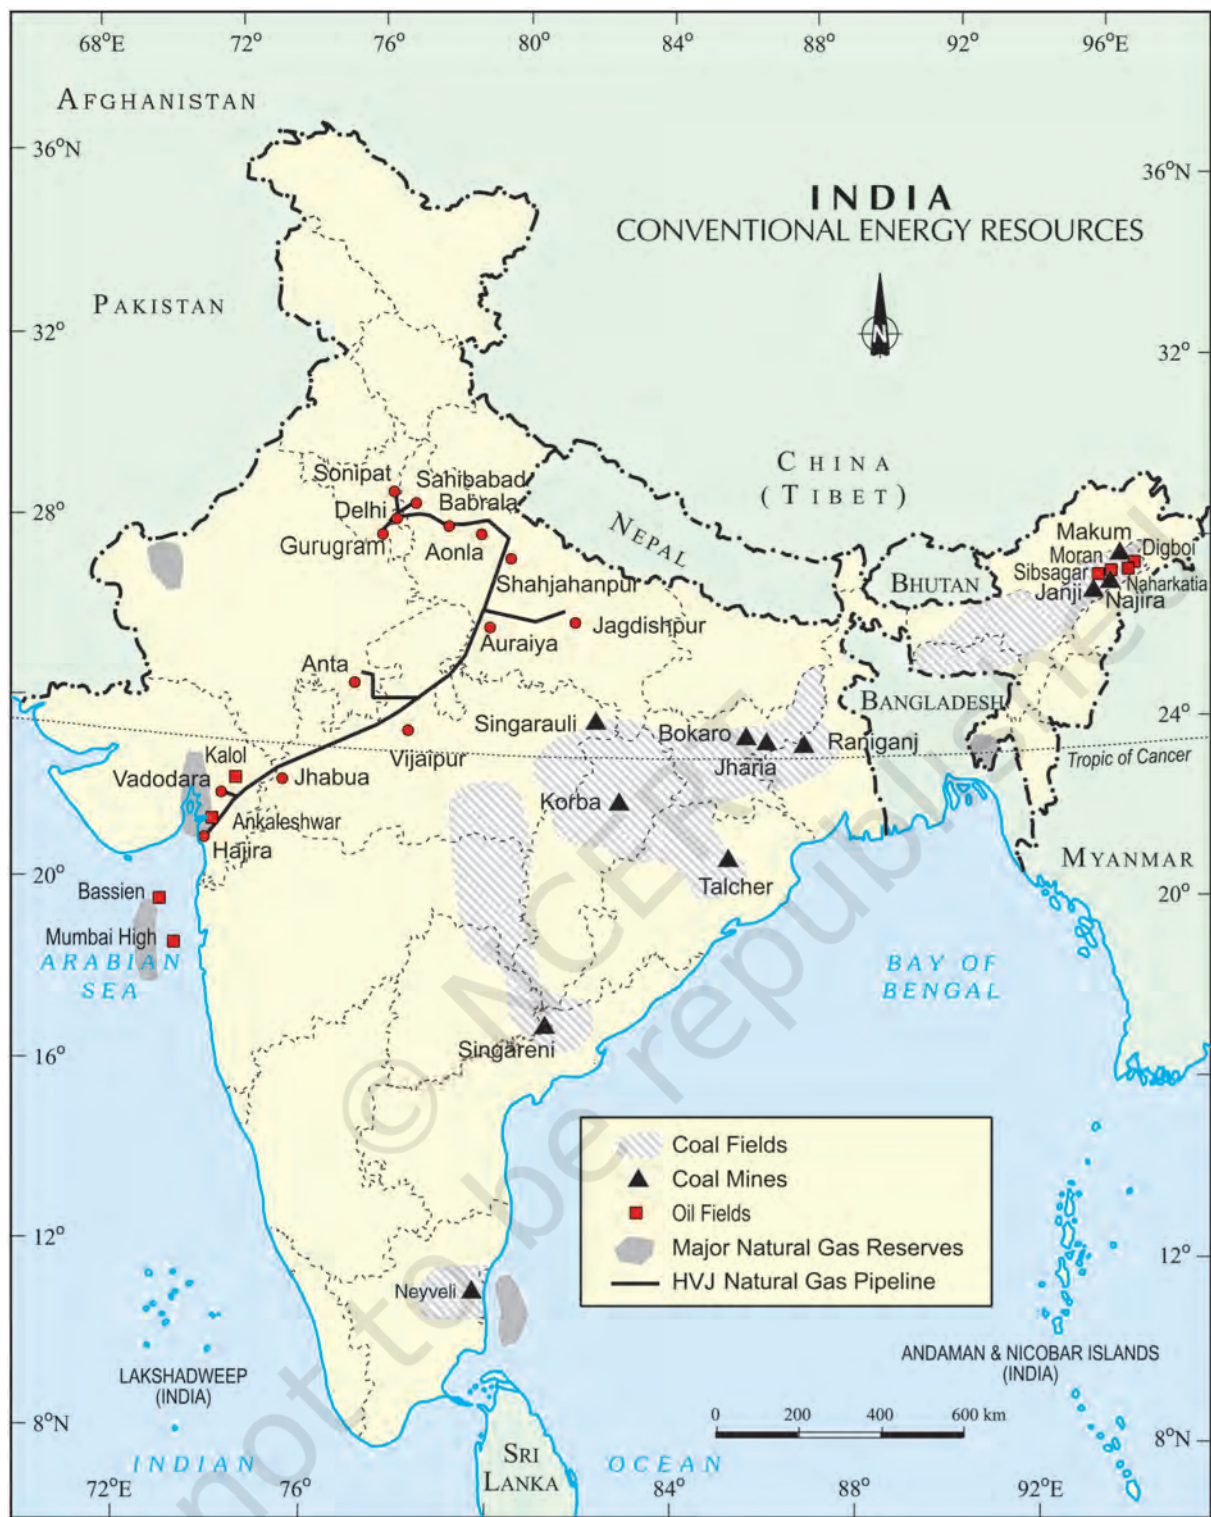 68°E 72° 76° 80° 84° 88° 92° 96°E
AFGHANISTAN
36°N
36°N
INDIA
CONVENTIONAL ENERGY RESOURCES
N
PAKISTAN
32°
32°
CHINA
(TIBET)
Sonipat
Sahibabad
Delhi
Babrala
28°
28°
Gurugram
Aonla
NEPAL
Makum
Moran
Digboi
Sibsagar
Naharkatia
Janji
Najira
Shahjahanpur
BHUTAN
Auraiya
Jagdishpur
Anta
BANGLADESH
24°
Singarauli
Bokaro
Raniganj
Jharia
Vijaipur
Tropic of Cancer
Kalol
Vadodara
Jhabua
Korba
Ankaleshwar
Hajira
MYANMAR
20°
20°
Bassien
Talcher
Mumbai High
ARABIAN
SEA
BAY OF
BENGAL
Singareni
16°
16°
Coal Fields
Coal Mines
Oil Fields
Major Natural Gas Reserves
HVJ Natural Gas Pipeline
12°
12°
Neyveli
LAKSHADWEEP
(INDIA)
ANDAMAN & NICOBAR ISLANDS
(INDIA)
0 200 400 600 km
8°N
8°N
SRI
LANKA
INDIAN OCEAN
72°E 76° 84° 88° 92°E
© NCERT
not to be republished